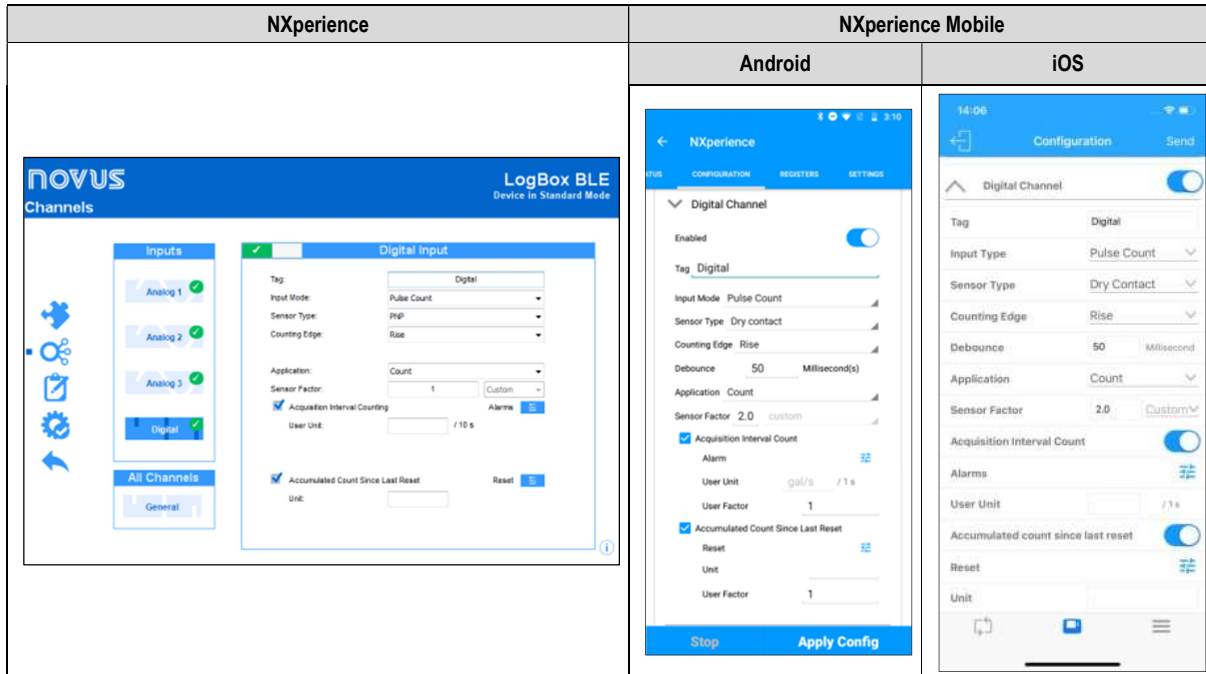 NXperience
NXperience Mobile
Android
iOS
NOVUS
LogBox BLE
Device in Standard Mode
Channels
Inputs
Analog 1
Analog 2
Analog 3
Digital
All Channels
General
Digital Input
Tag: Digital
Input Mode: Pulse Count
Sensor Type: PNP
Counting Edge: Rise
Application: Count
Sensor Factor: 1 Custom
Acquisition Interval Counting Alarms
User Unit: / 10 s
Accumulated Count Since Last Reset Reset
Unit:
3:10
NXperience
ATUS CONFIGURATION REGISTERS SETTINGS
Digital Channel
Enabled
Tag Digital
Input Mode Pulse Count
Sensor Type Dry contact
Counting Edge Rise
Debounce 50 Millisecond(s)
Application Count
Sensor Factor 2.0 custom
Acquisition Interval Count
Alarm
User Unit gal/s / 1 s
User Factor 1
Accumulated Count Since Last Reset
Reset
Unit
User Factor 1
Stop Apply Config
14:06
Configuration Send
Digital Channel
Tag Digital
Input Type Pulse Count
Sensor Type Dry Contact
Counting Edge Rise
Debounce 50 Millisecond
Application Count
Sensor Factor 2.0 Custom
Acquisition Interval Count
Alarms
User Unit / 1 s
Accumulated count since last reset
Reset
Unit